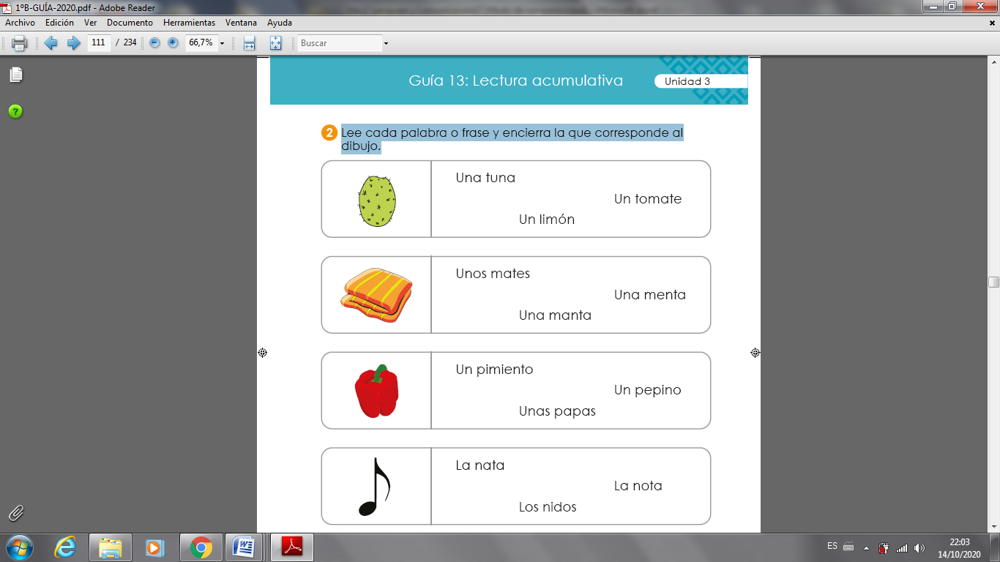 1ºB-GUÍA-2020.pdf - Adobe Reader
Archivo Edición Ver Documento Herramientas Ventana Ayuda
111 / 234 66,7% Buscar
Guía 13: Lectura acumulativa
Unidad 3
2 Lee cada palabra o frase y encierra la que corresponde al
dibujo.
Una tuna
Un tomate
Un limón
Unos mates
Una menta
Una manta
Un pimiento
Un pepino
Unas papas
La nata
La nota
Los nidos
ES
22:03
14/10/2020